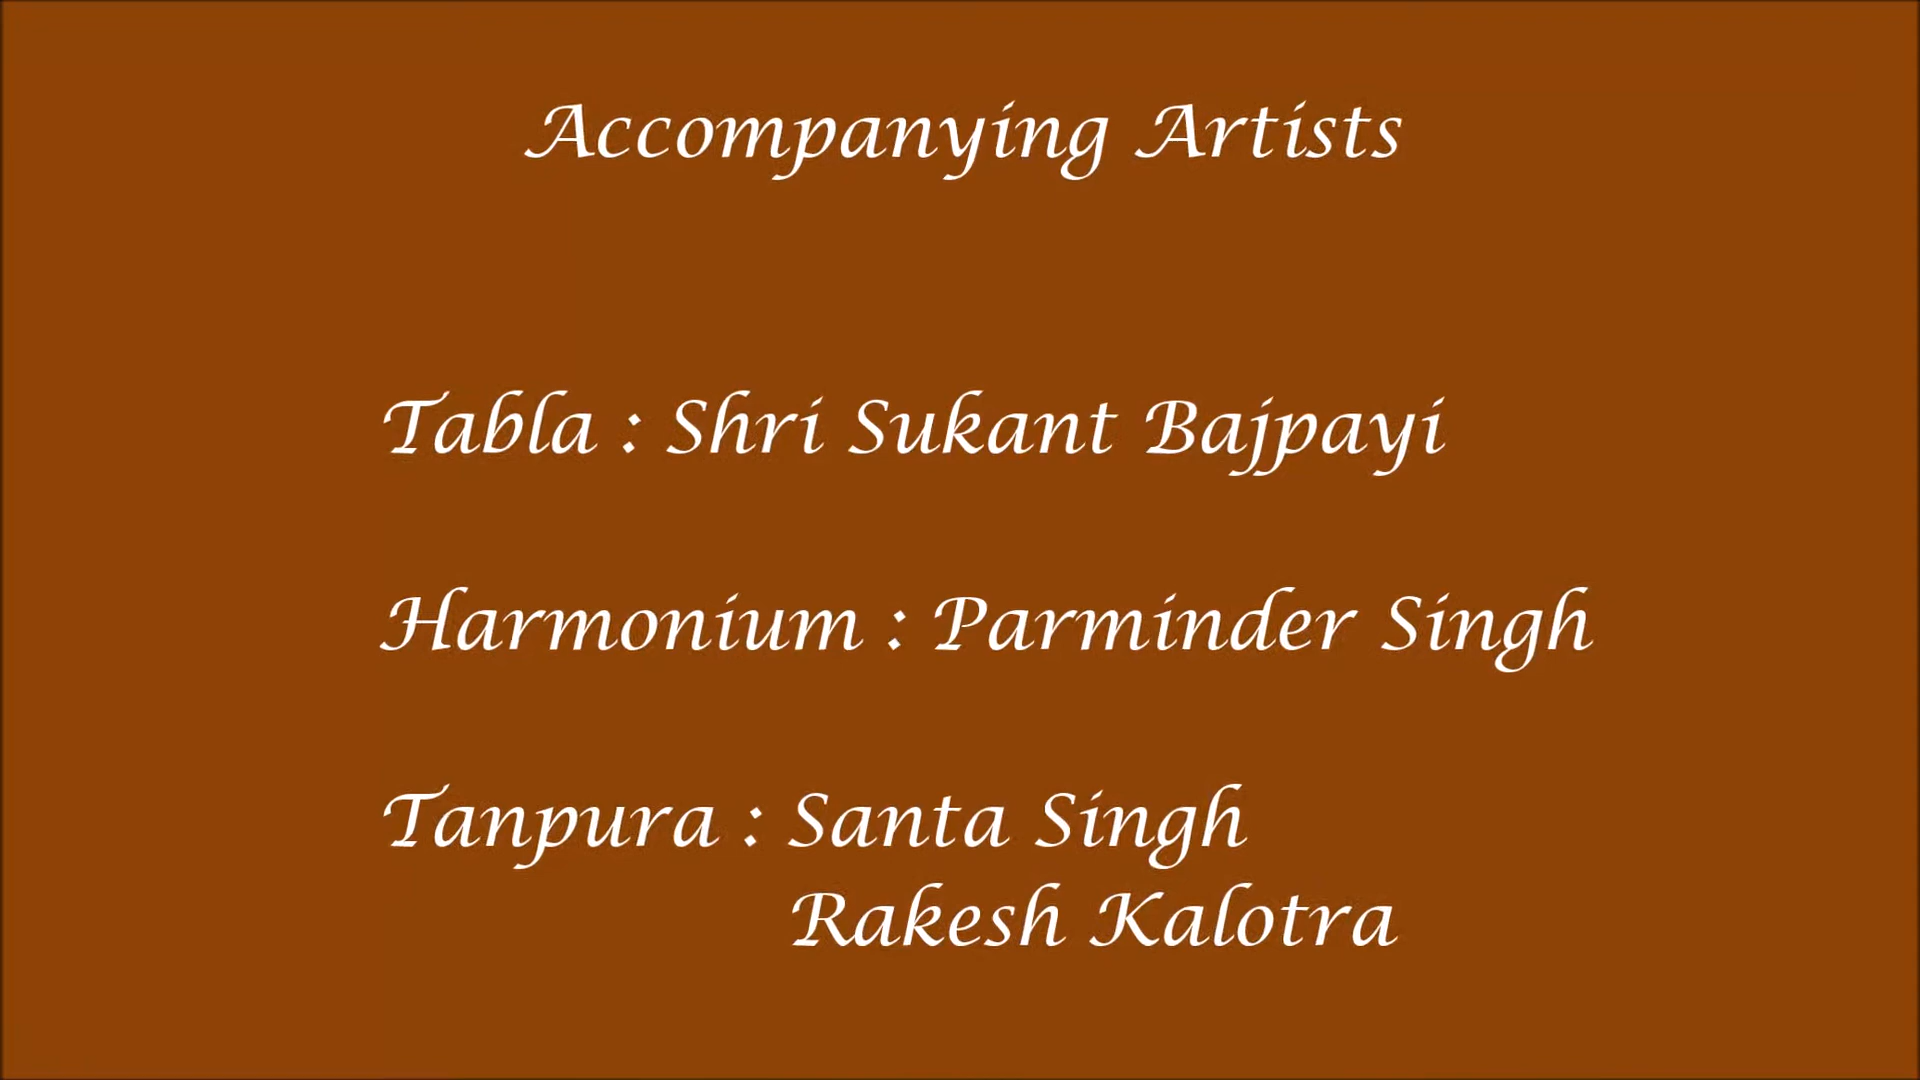 Accompanying Artists
Tabla : Shri Sukant Bajpayi
Harmonium : Parminder Singh
Tanpura : Santa Singh
Rakesh Kalotra